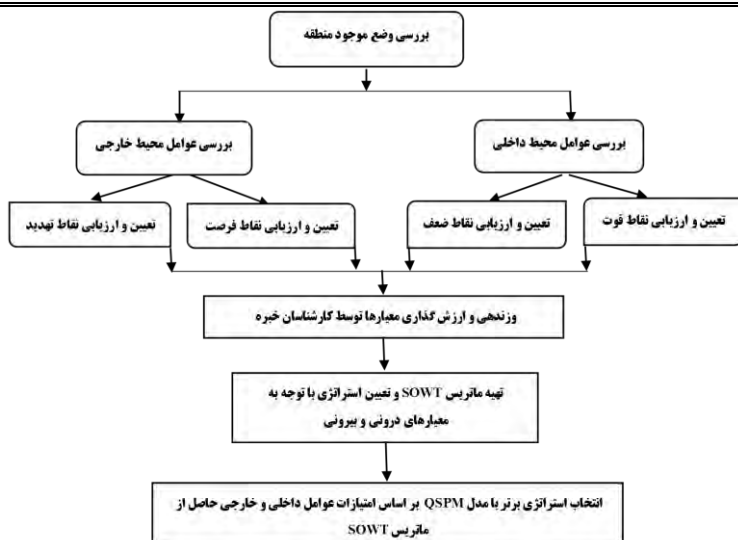 بررسی وضع موجود منطقه
بررسی عوامل محیط داخلی
بررسی عوامل محیط خارجی
تعیین و ارزیابی نقاط قوت
تعیین و ارزیابی نقاط ضعف
تعیین و ارزیابی نقاط فرصت
تعیین و ارزیابی نقاط تهدید
وزندهی و ارزش گذاری معیارها توسط کارشناسان خبره
تهیه ماتریس SOWT و تعیین استراتژی با توجه به
معیارهای درونی و بیرونی
انتخاب استراتژی برتر با مدل QSPM بر اساس امتیازات عوامل داخلی و خارجی حاصل از
ماتریس SOWT